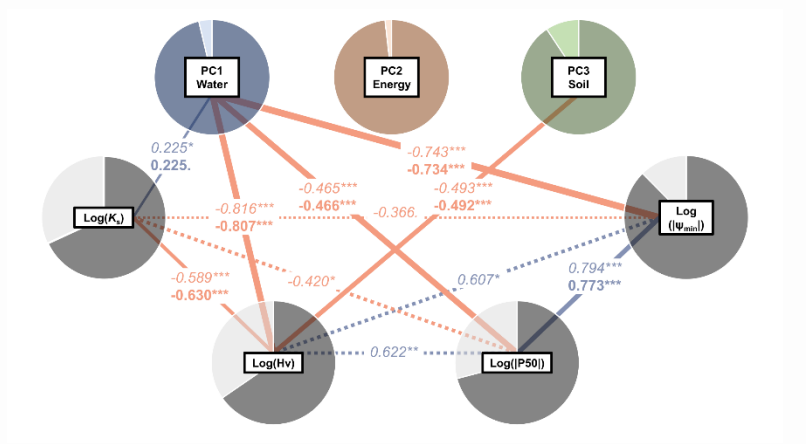 PC1
Water
PC2
Energy
PC3
Soil
0.225*
0.225.
-0.743***
-0.734***
-0.465***
-0.466***
-0.493***
-0.492***
Log(Ks)
-0.816***
-0.807***
-0.366.
Log
(|ψmin|)
-0.589***
-0.630***
-0.420*
0.607*
0.794***
0.773***
0.622**
Log(Hv)
Log(|P50|)